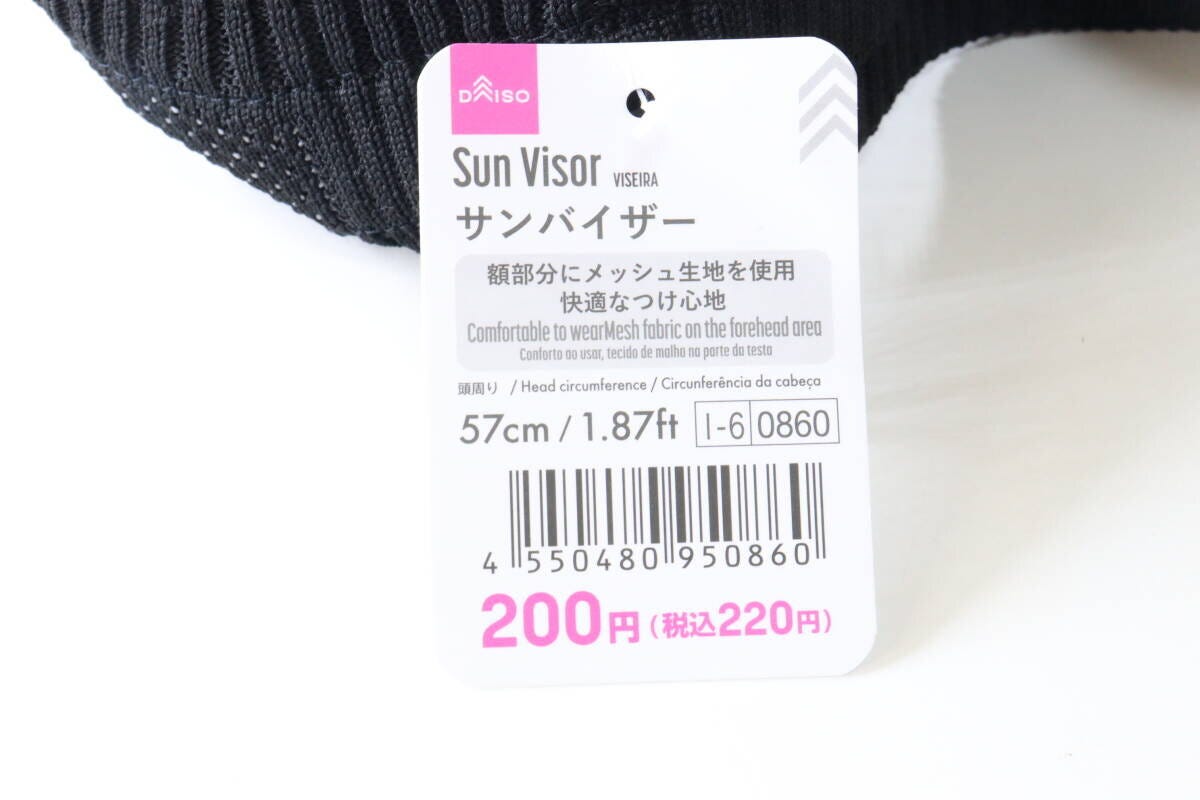 DAISO
Sun Visor VISEIRA
サンバイザー
額部分にメッシュ生地を使用
快適なつけ心地
Comfortable to wearMesh fabric on the forehead area
Conforto ao usar, tecido de malha na parte da testa
頭周り / Head circumference / Circunferência da cabeça
57cm / 1.87ft I-6 0860
4 550480 950860
200円(税込220円)